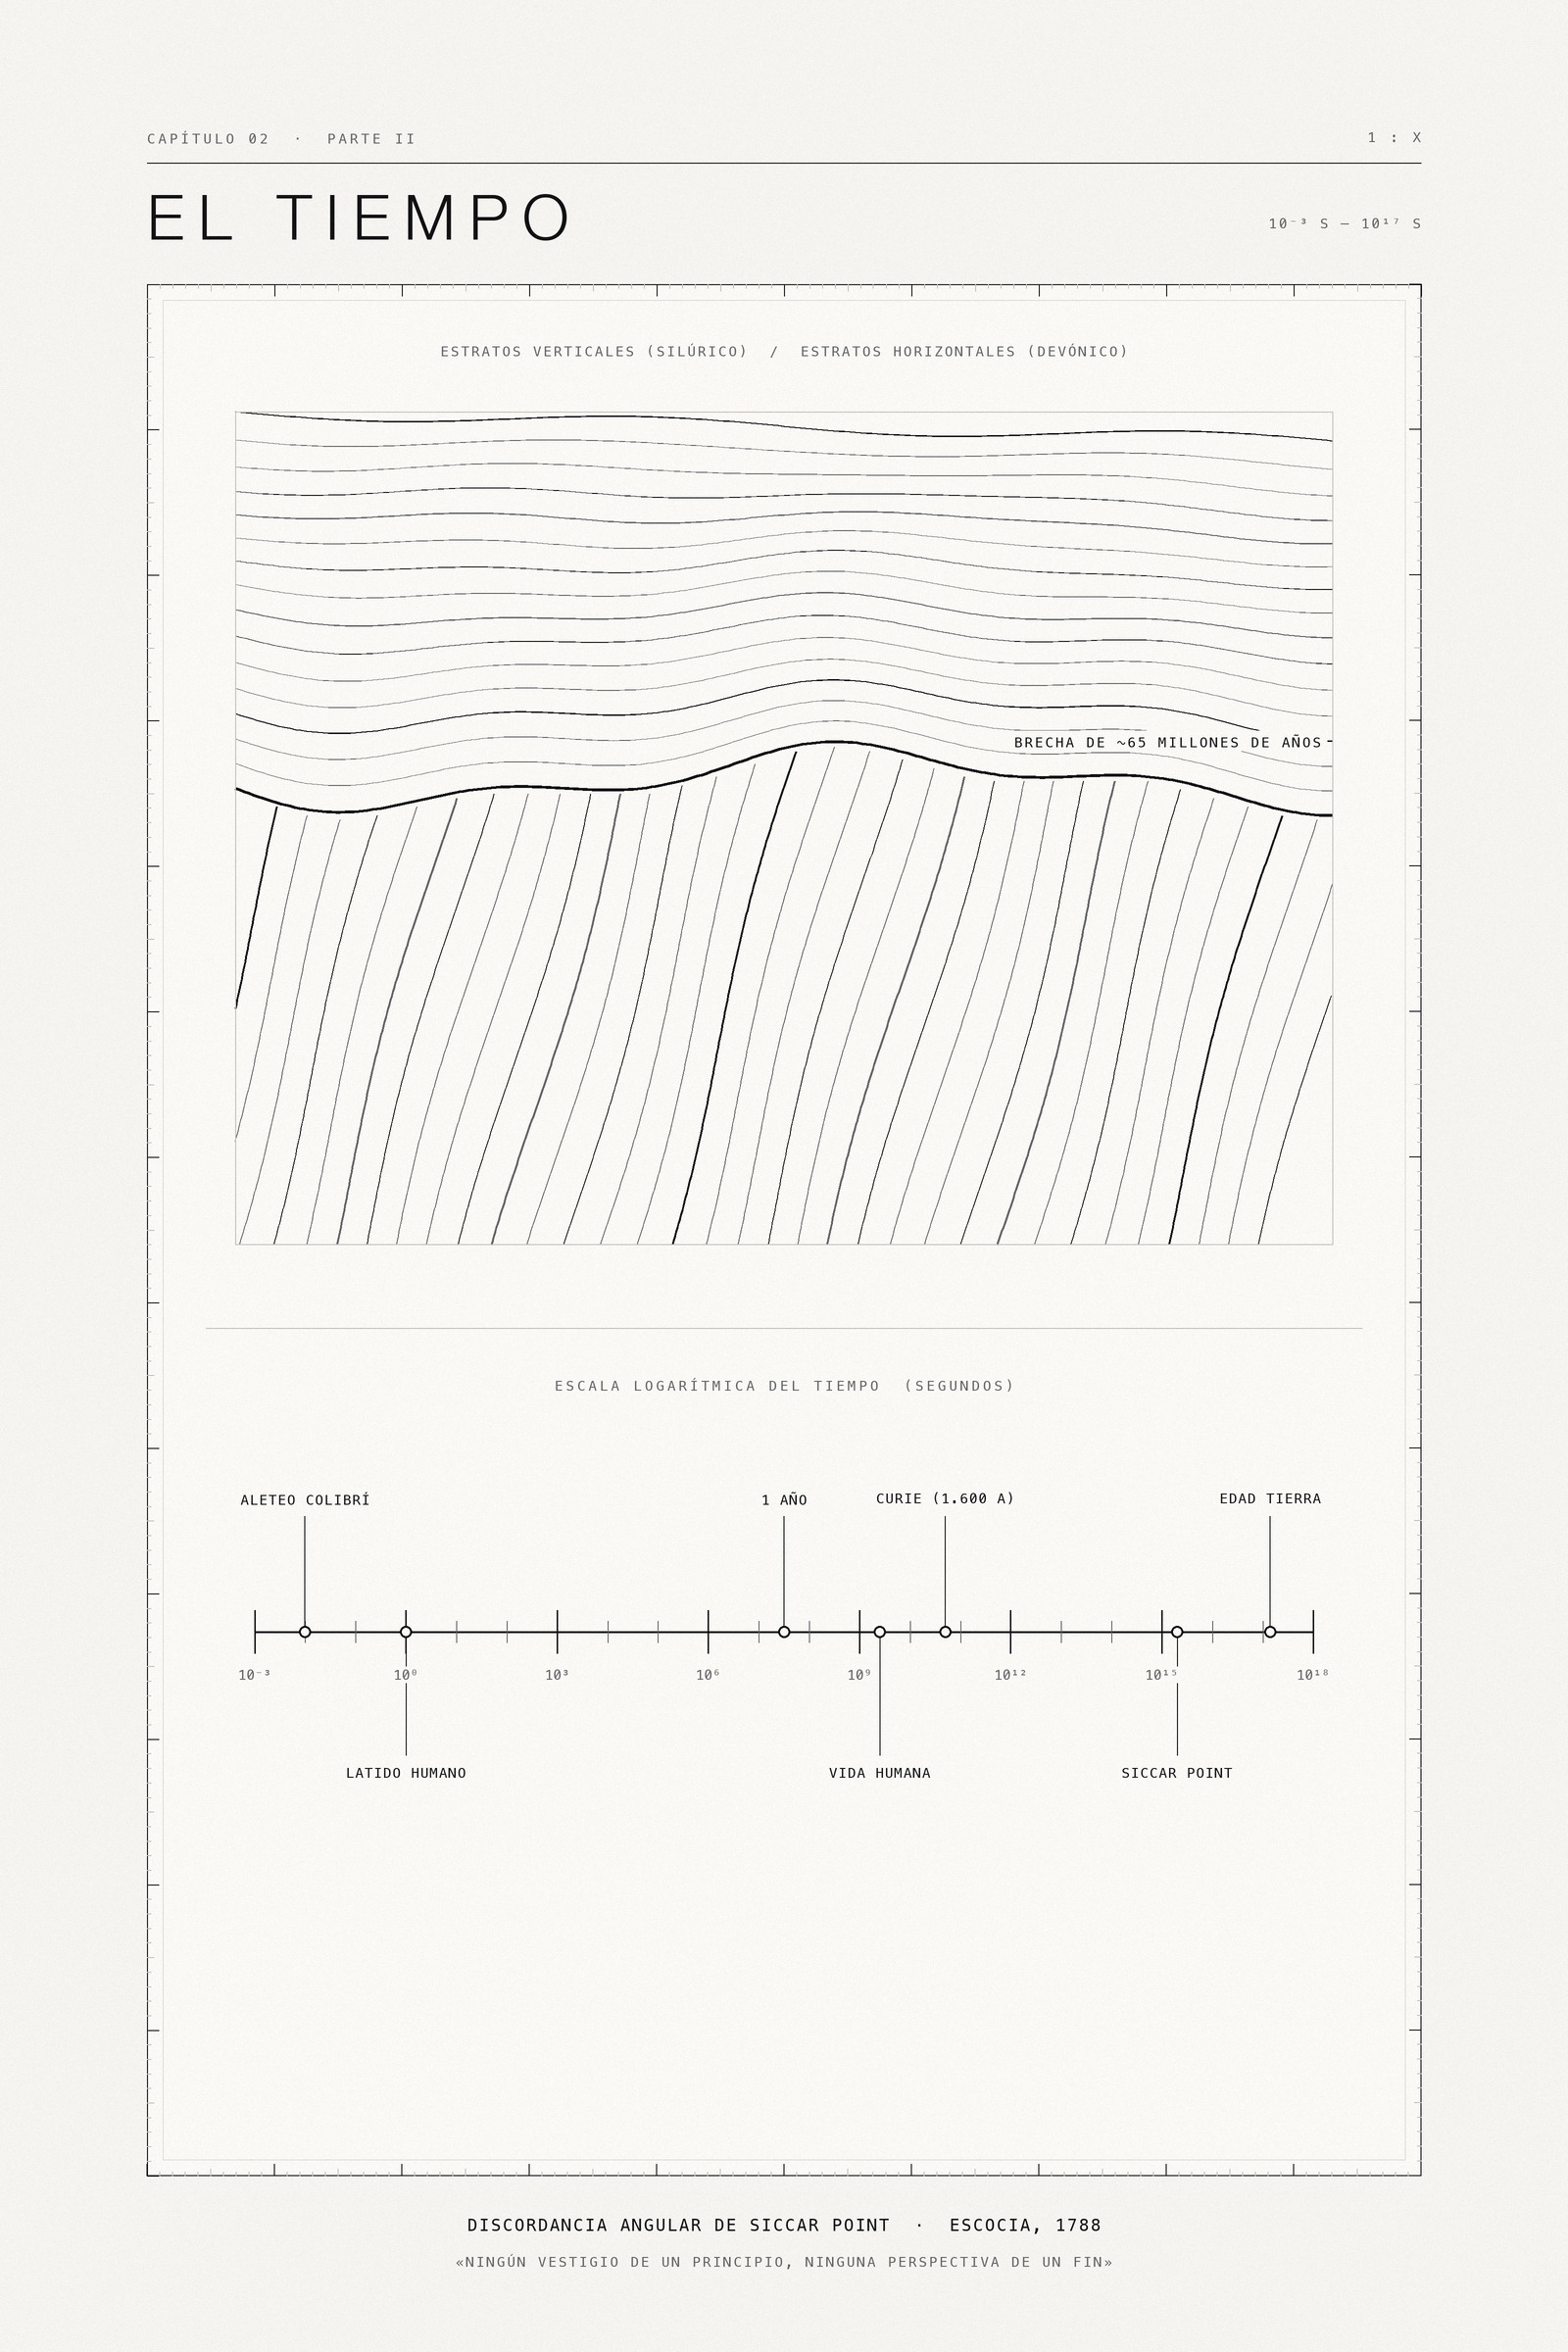 CAPÍTULO 02 · PARTE II
1 : X
EL TIEMPO
10⁻³ S — 10¹⁷ S
ESTRATOS VERTICALES (SILÚRICO) / ESTRATOS HORIZONTALES (DEVÓNICO)
BRECHA DE ~65 MILLONES DE AÑOS
ESCALA LOGARÍTMICA DEL TIEMPO (SEGUNDOS)
ALETEO COLIBRÍ
1 AÑO
CURIE (1.600 A)
EDAD TIERRA
10⁻³ 10⁰ 10³ 10⁶ 10⁹ 10¹² 10¹⁵ 10¹⁸
LATIDO HUMANO
VIDA HUMANA
SICCAR POINT
DISCORDANCIA ANGULAR DE SICCAR POINT · ESCOCIA, 1788
«NINGÚN VESTIGIO DE UN PRINCIPIO, NINGUNA PERSPECTIVA DE UN FIN»